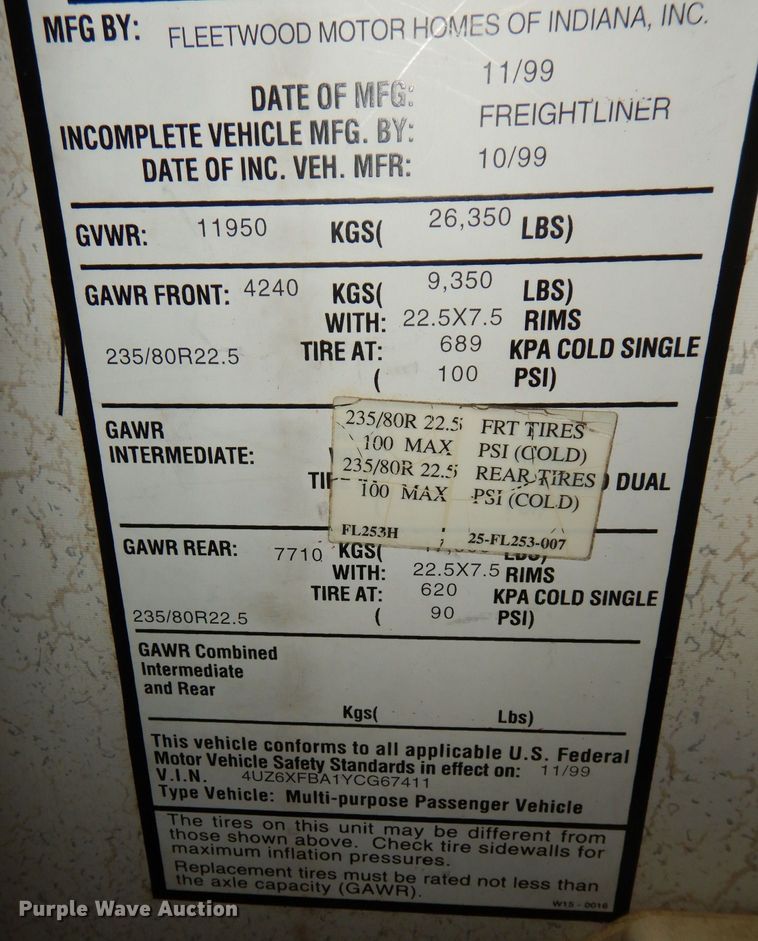 MFG BY: FLEETWOOD MOTOR HOMES OF INDIANA, INC.
DATE OF MFG: 11/99
INCOMPLETE VEHICLE MFG. BY: FREIGHTLINER
DATE OF INC. VEH. MFR: 10/99
GVWR: 11950 KGS( 26,350 LBS)
GAWR FRONT: 4240 KGS( 9,350 LBS)
WITH: 22.5X7.5 RIMS
235/80R22.5 TIRE AT: 689 KPA COLD SINGLE
( 100 PSI)
235/80R 22.5 FRT TIRES
100 MAX PSI (COLD)
235/80R 22.5 REAR TIRES
100 MAX PSI (COLD)
FL253H 25-FL253-007
GAWR
INTERMEDIATE:
DUAL
GAWR REAR: 7710 KGS( LBS)
WITH: 22.5X7.5 RIMS
TIRE AT: 620 KPA COLD SINGLE
235/80R22.5 ( 90 PSI)
GAWR Combined
Intermediate
and Rear
Kgs( Lbs)
This vehicle conforms to all applicable U.S. Federal
Motor Vehicle Safety Standards in effect on: 11/99
V.I.N. 4UZ6XFBA1YCG67411
Type Vehicle: Multi-purpose Passenger Vehicle
The tires on this unit may be different from
those shown above. Check tire sidewalls for
maximum inflation pressures.
Replacement tires must be rated not less than
the axle capacity (GAWR).
W15 - 0016
Purple Wave Auction